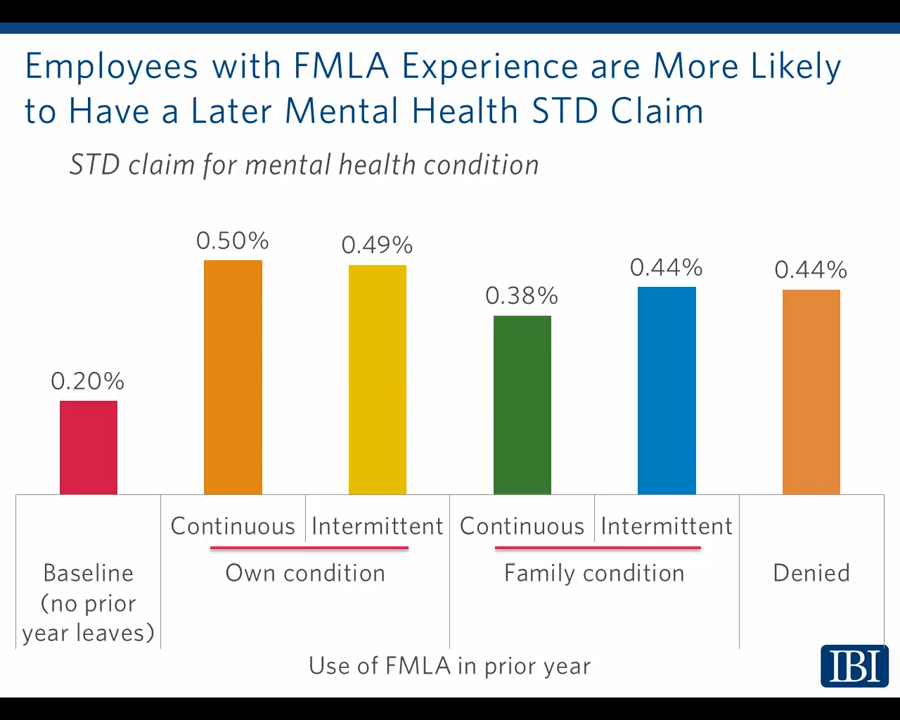 Employees with FMLA Experience are More Likely
to Have a Later Mental Health STD Claim
STD claim for mental health condition
0.20%
0.50%
0.49%
0.38%
0.44%
0.44%
Continuous
Intermittent
Continuous
Intermittent
Baseline
(no prior
year leaves)
Own condition
Family condition
Denied
Use of FMLA in prior year
IBI